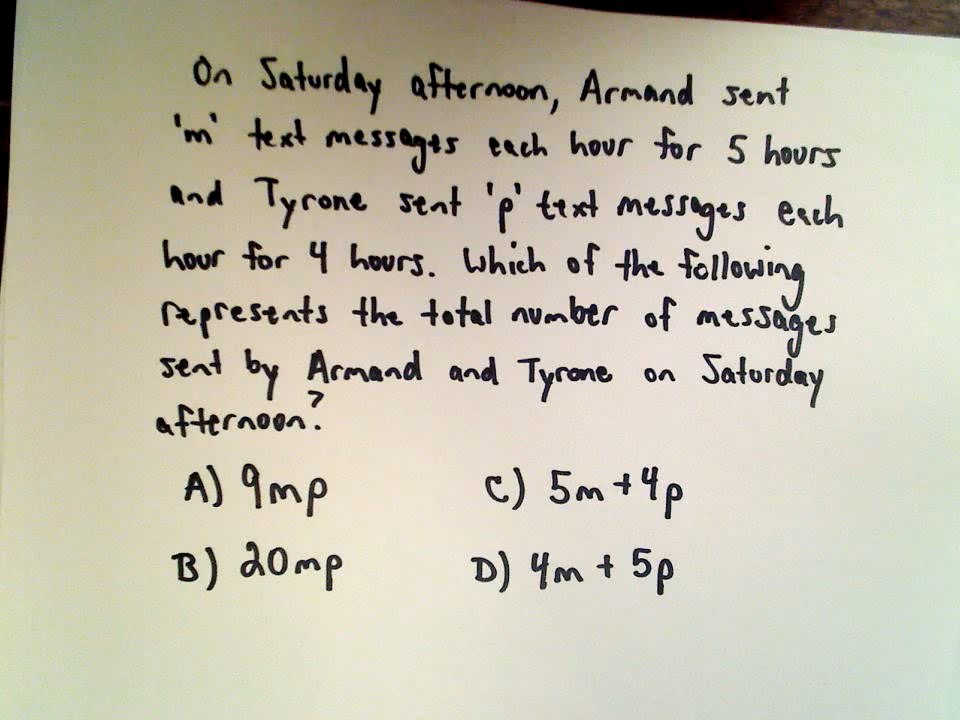 On Saturday afternoon, Armand sent
'm' text messages each hour for 5 hours
and Tyrone sent 'p' text messages each
hour for 4 hours. Which of the following
represents the total number of messages
sent by Armand and Tyrone on Saturday
afternoon?
A) 9mp C) 5m+4p
B) 20mp D) 4m + 5p